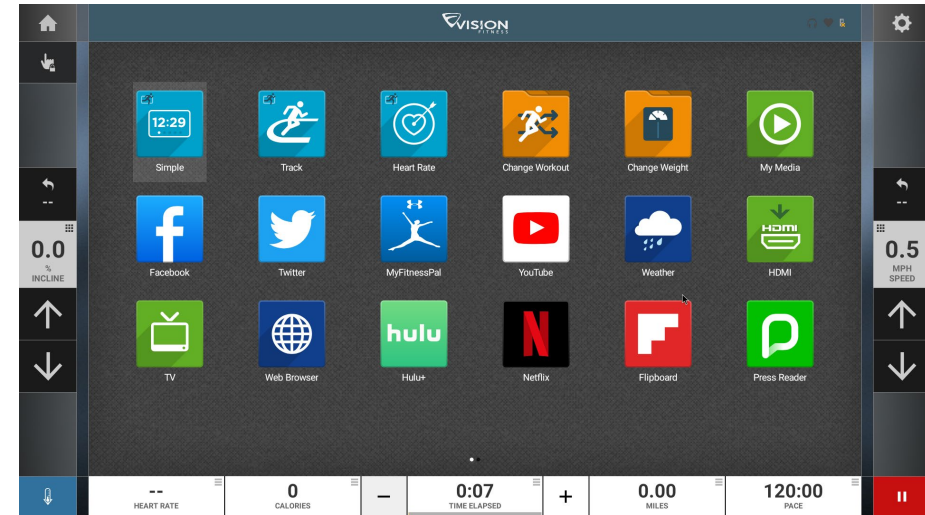 VISION
FITNESS
12:29
Simple
Track
Heart Rate
Change Workout
Change Weight
My Media
--
--
0.0
%
INCLINE
0.5
MPH
SPEED
f
Facebook
Twitter
MyFitnessPal
YouTube
Weather
HDMI
HDMI
TV
Web Browser
hulu
Hulu+
N
Netflix
Flipboard
Press Reader
--
HEART RATE
0
CALORIES
−
0:07
TIME ELAPSED
+
0.00
MILES
120:00
PACE